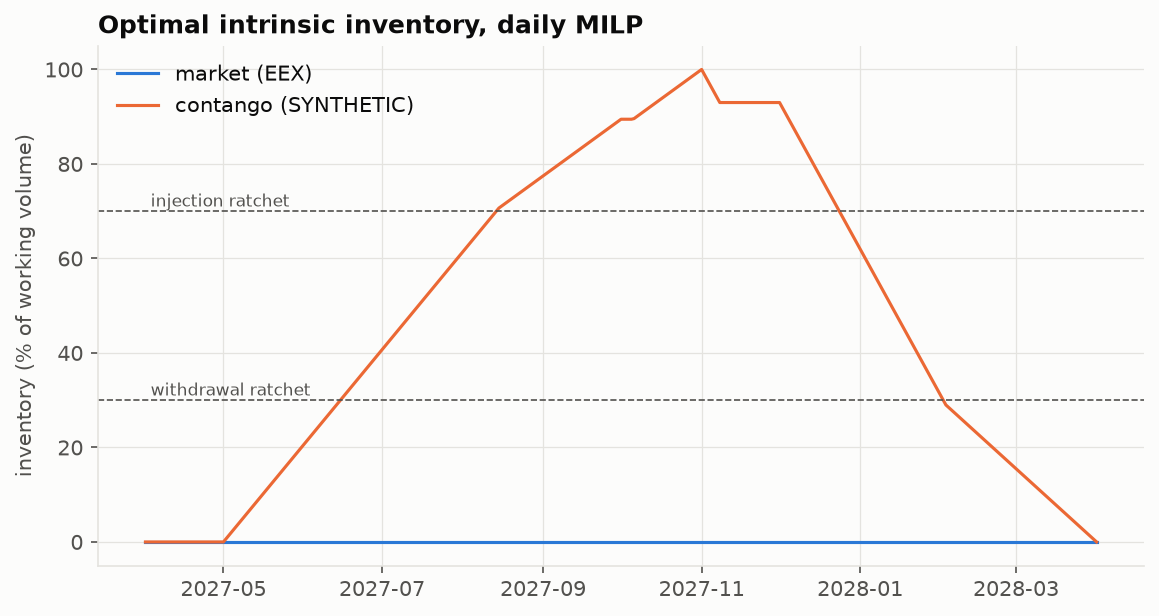 Optimal intrinsic inventory, daily MILP
market (EEX)
contango (SYNTHETIC)
inventory (% of working volume)
100
80
60
40
20
0
injection ratchet
withdrawal ratchet
2027-05
2027-07
2027-09
2027-11
2028-01
2028-03